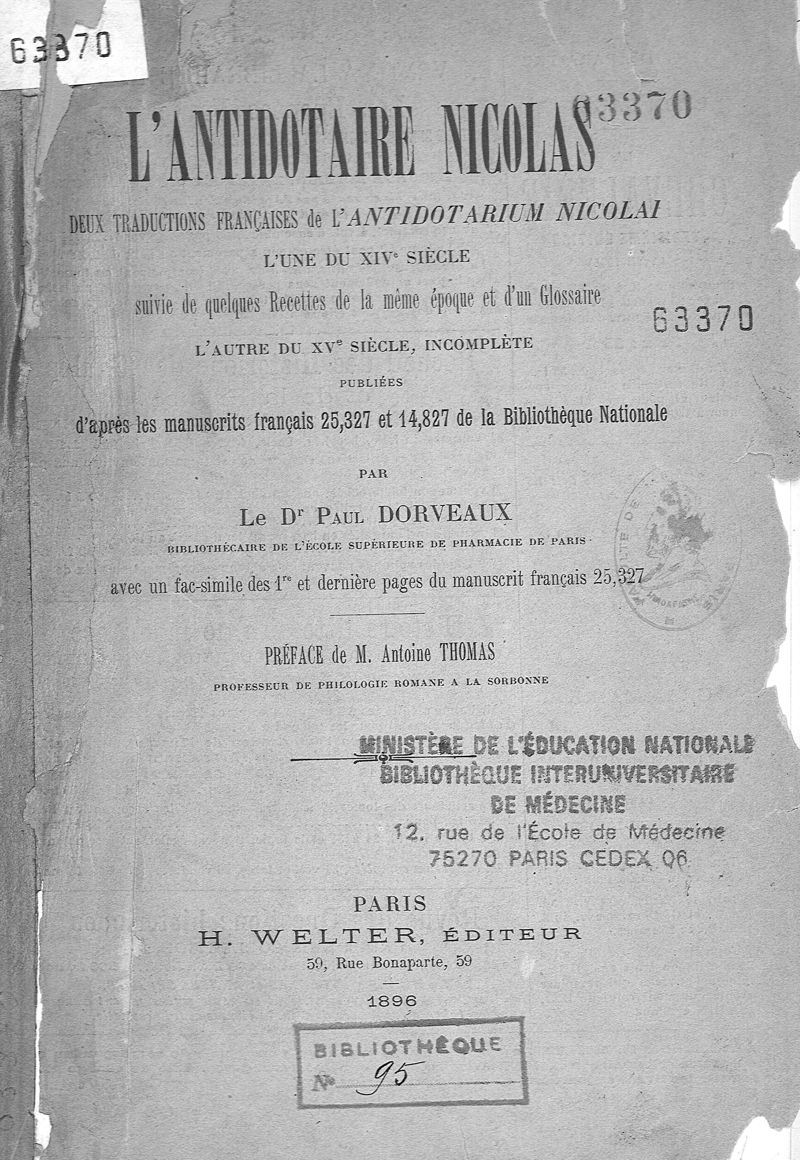 63370
L'ANTIDOTAIRE NICOLAS
63370
DEUX TRADUCTIONS FRANÇAISES de L'ANTIDOTARIUM NICOLAI
L'UNE DU XIVe SIÈCLE
suivie de quelques Recettes de la même époque et d'un Glossaire
63370
L'AUTRE DU XVe SIÈCLE, INCOMPLÈTE
PUBLIÉES
d'après les manuscrits français 25,327 et 14,827 de la Bibliothèque Nationale
PAR
Le Dr Paul DORVEAUX
BIBLIOTHÉCAIRE DE L'ÉCOLE SUPÉRIEURE DE PHARMACIE DE PARIS
avec un fac-simile des 1re et dernière pages du manuscrit français 25,327
PRÉFACE de M. Antoine THOMAS
PROFESSEUR DE PHILOLOGIE ROMANE A LA SORBONNE
MINISTÈRE DE L'ÉDUCATION NATIONALE
BIBLIOTHÈQUE INTERUNIVERSITAIRE
DE MÉDECINE
12, rue de l'École de Médecine
75270 PARIS CEDEX 06
PARIS
H. WELTER, ÉDITEUR
59, Rue Bonaparte, 59
1896
BIBLIOTHÈQUE
No 95